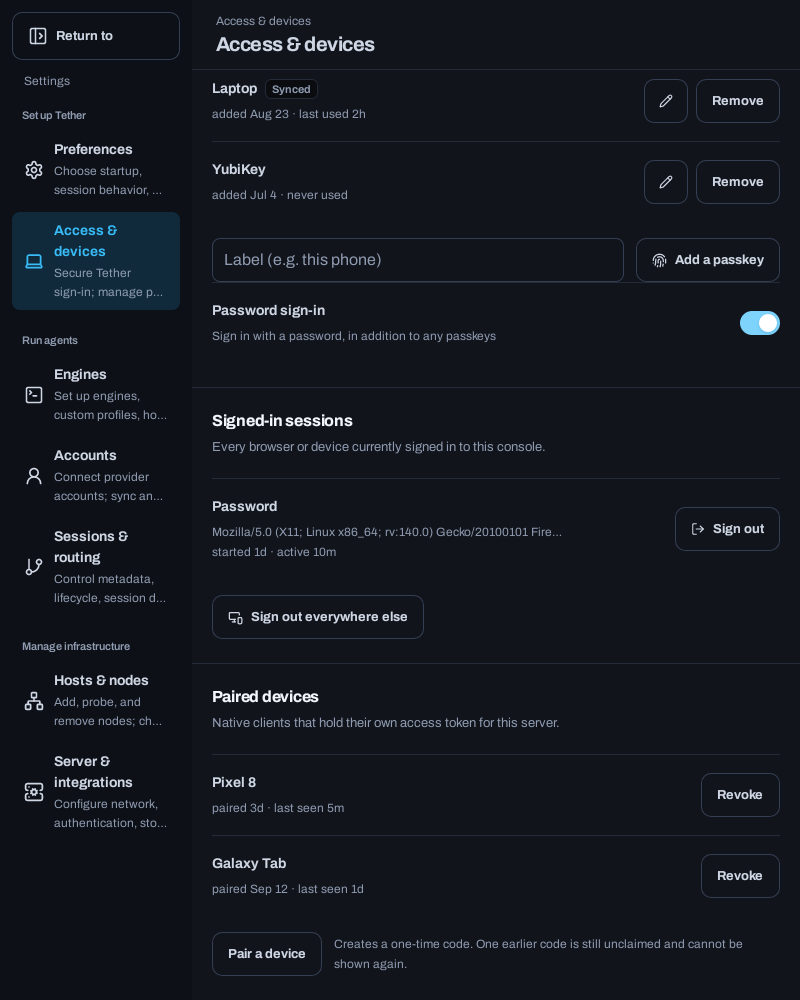 Return to
Settings
Set up Tether
Preferences
Choose startup,
session behavior, ...
Access &
devices
Secure Tether
sign-in; manage p...
Run agents
Engines
Set up engines,
custom profiles, ho...
Accounts
Connect provider
accounts; sync an...
Sessions &
routing
Control metadata,
lifecycle, session d...
Manage infrastructure
Hosts & nodes
Add, probe, and
remove nodes; ch...
Server &
integrations
Configure network,
authentication, sto...
Access & devices
Access & devices
Laptop Synced
added Aug 23 · last used 2h
Remove
YubiKey
added Jul 4 · never used
Remove
Label (e.g. this phone)
Add a passkey
Password sign-in
Sign in with a password, in addition to any passkeys
Signed-in sessions
Every browser or device currently signed in to this console.
Password
Mozilla/5.0 (X11; Linux x86_64; rv:140.0) Gecko/20100101 Fire...
started 1d · active 10m
Sign out
Sign out everywhere else
Paired devices
Native clients that hold their own access token for this server.
Pixel 8
paired 3d · last seen 5m
Revoke
Galaxy Tab
paired Sep 12 · last seen 1d
Revoke
Pair a device
Creates a one-time code. One earlier code is still unclaimed and cannot be
shown again.